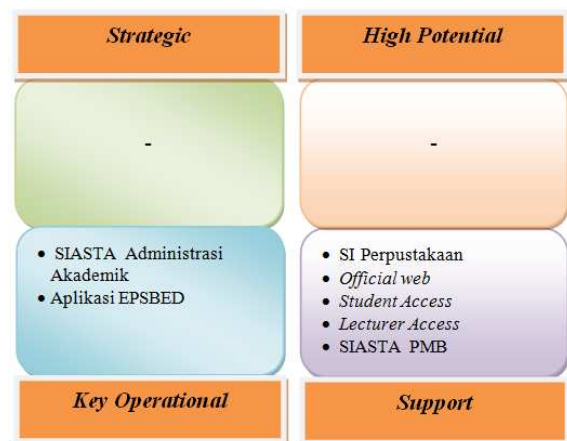 Strategic
High Potential
-
-
• SIASTA Administrasi
Akademik
• Aplikasi EPSBED
• SI Perpustakaan
• Official web
• Student Access
• Lecturer Access
• SIASTA PMB
Key Operational
Support